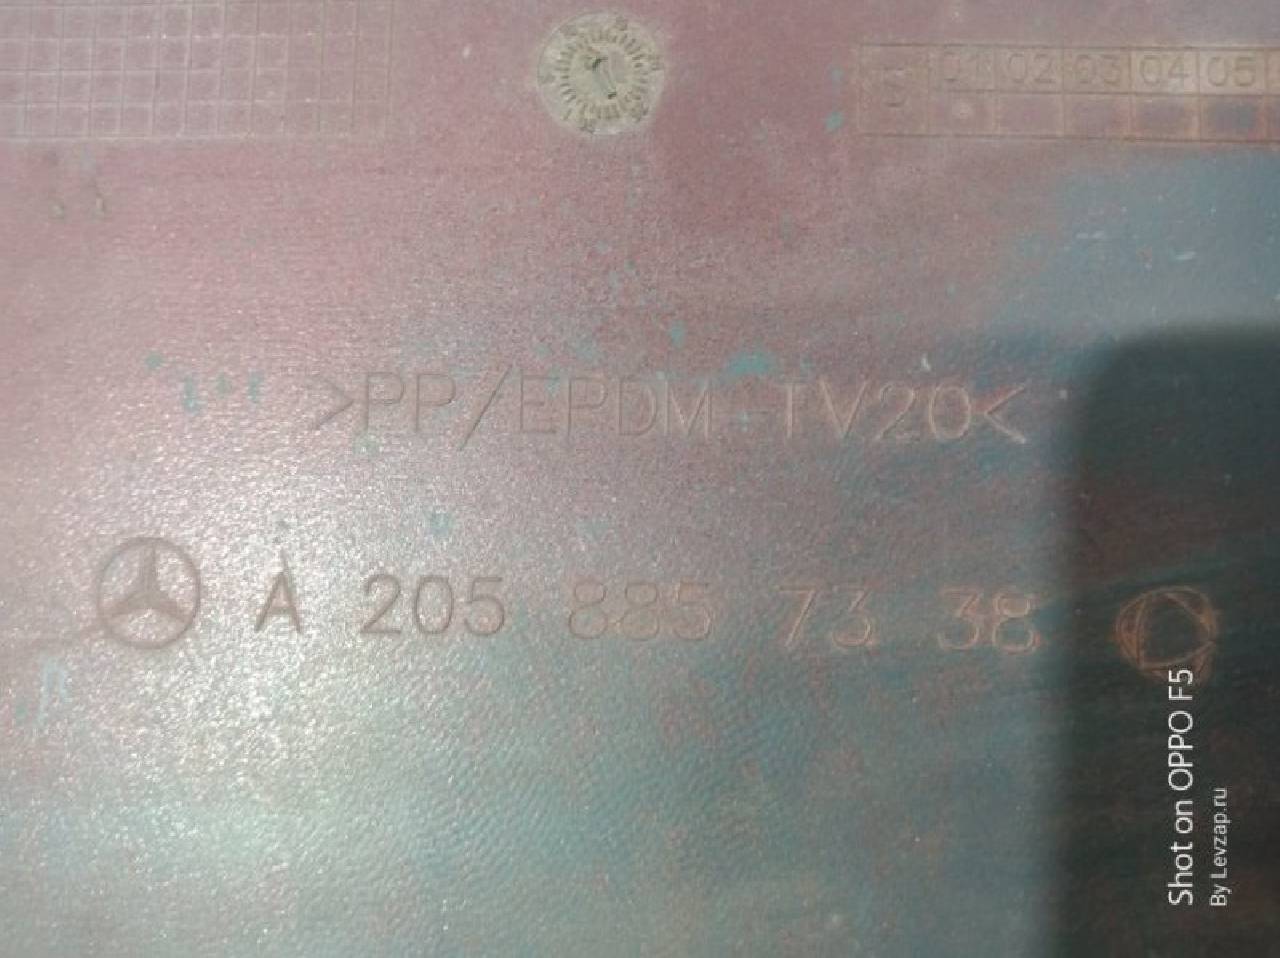 01 02 03 04 05
>PP/EPDM-TV20<
A 205 885 73 38
Shot on OPPO F5
By Levzap.ru